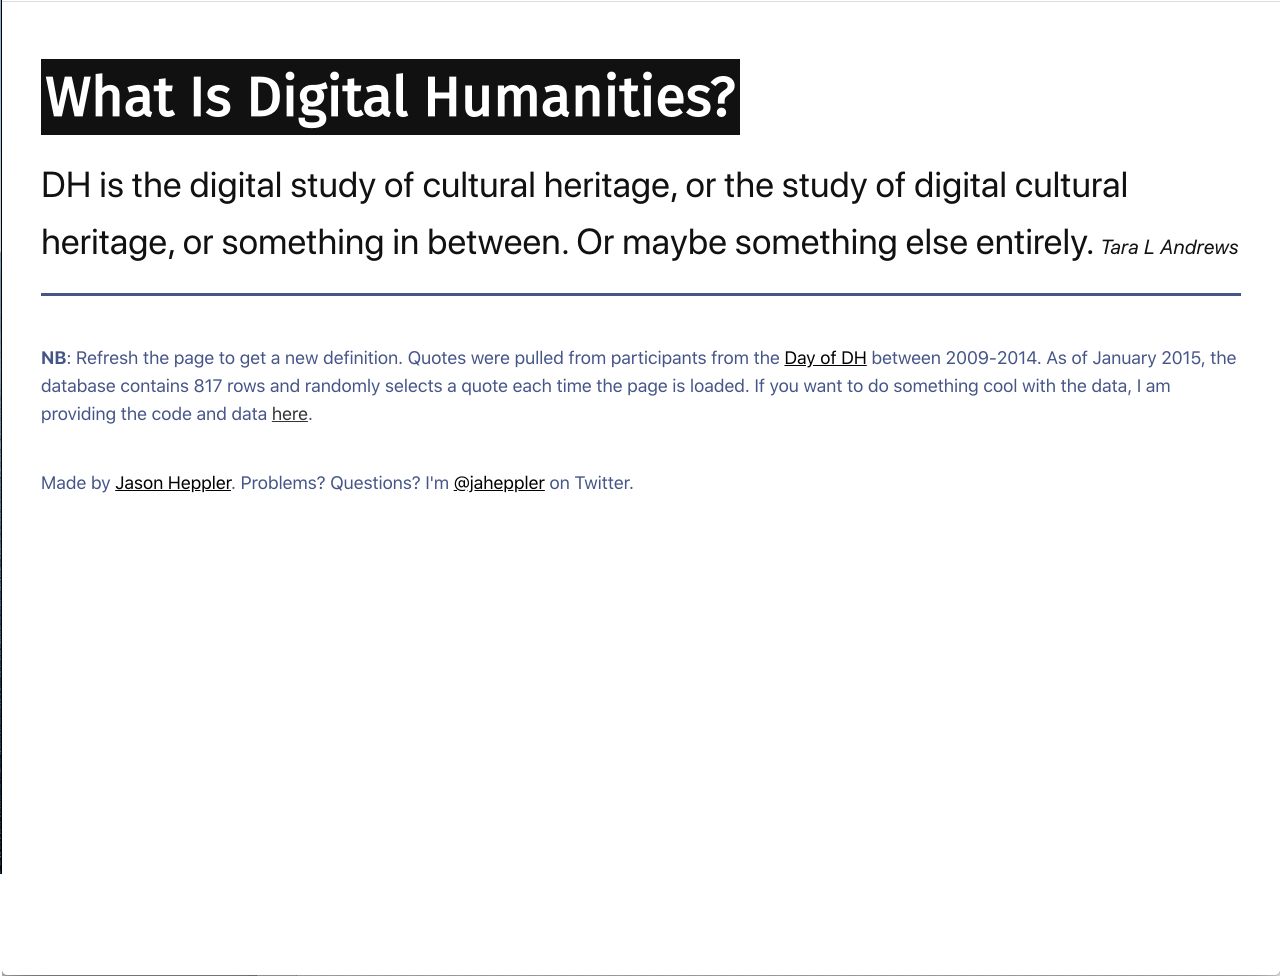 What Is Digital Humanities?
DH is the digital study of cultural heritage, or the study of digital cultural
heritage, or something in between. Or maybe something else entirely. Tara L Andrews
NB: Refresh the page to get a new definition. Quotes were pulled from participants from the Day of DH between 2009-2014. As of January 2015, the
database contains 817 rows and randomly selects a quote each time the page is loaded. If you want to do something cool with the data, I am
providing the code and data here.
Made by Jason Heppler. Problems? Questions? I'm @jaheppler on Twitter.